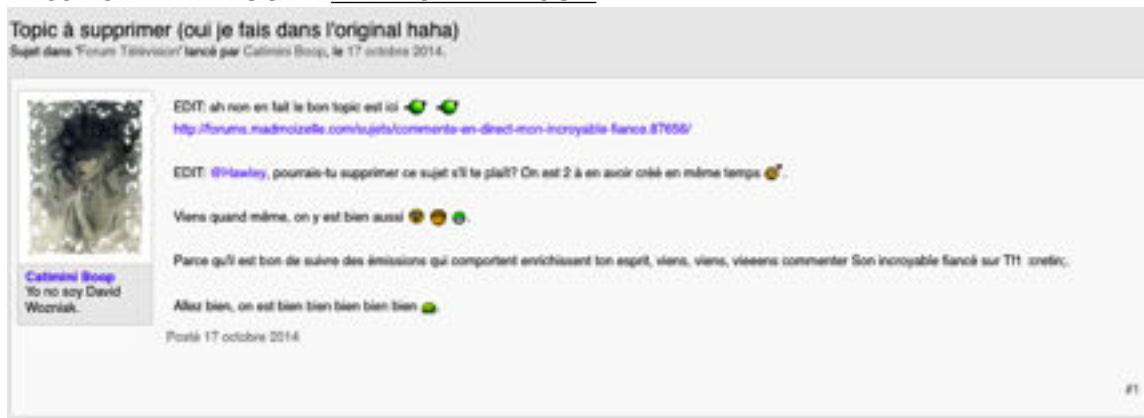 Topic à supprimer (oui je fais dans l'original haha)
Sujet dans 'Forum Télévision' lancé par Catimini Boop, le 17 octobre 2014.
EDIT: ah non en fait le bon topic est ici
http://forums.madmoizelle.com/sujets/commente-en-direct-mon-incroyable-fiance.87656/
EDIT: @Hawley, pourrais-tu supprimer ce sujet s'il te plaît? On est 2 à en avoir créé en même temps .
Viens quand même, on y est bien aussi .
Parce qu'il est bon de suivre des émissions qui comportent enrichissent ton esprit, viens, viens, vieeens commenter Son incroyable fiancé sur Tf1 :cretin:.
Catimini Boop
Yo no soy David
Wozniak.
Allez bien, on est bien bien bien bien bien .
Posté 17 octobre 2014
#1